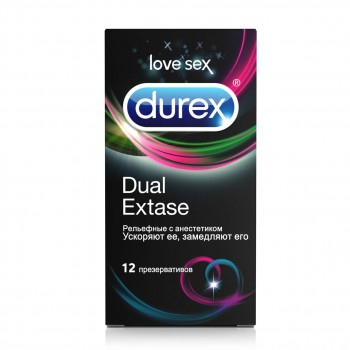 love sex
durex®
Dual
Extase
Рельефные с анестетиком
Ускоряют ее, замедляют его
12 презервативов